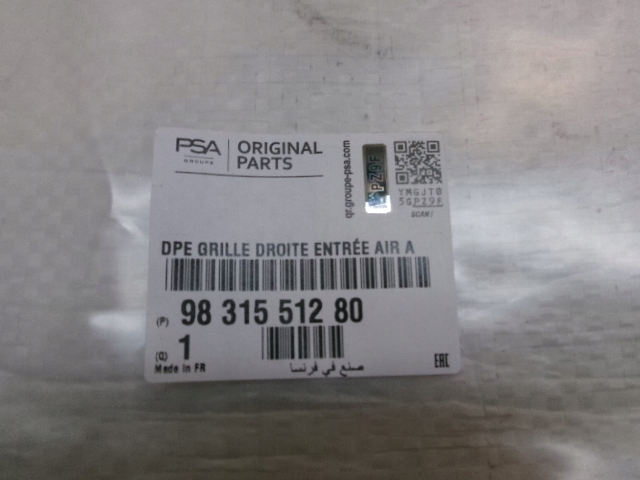 PSA
GROUPE
ORIGINAL
PARTS
qr.groupe-psa.com
GPZ9F
YMGJT0
5GPZ9F
SCAN!
DPE GRILLE DROITE ENTRÉE AIR A
(P) 98 315 512 80
(Q) 1
Made in FR
صنع في فرنسا
EAC